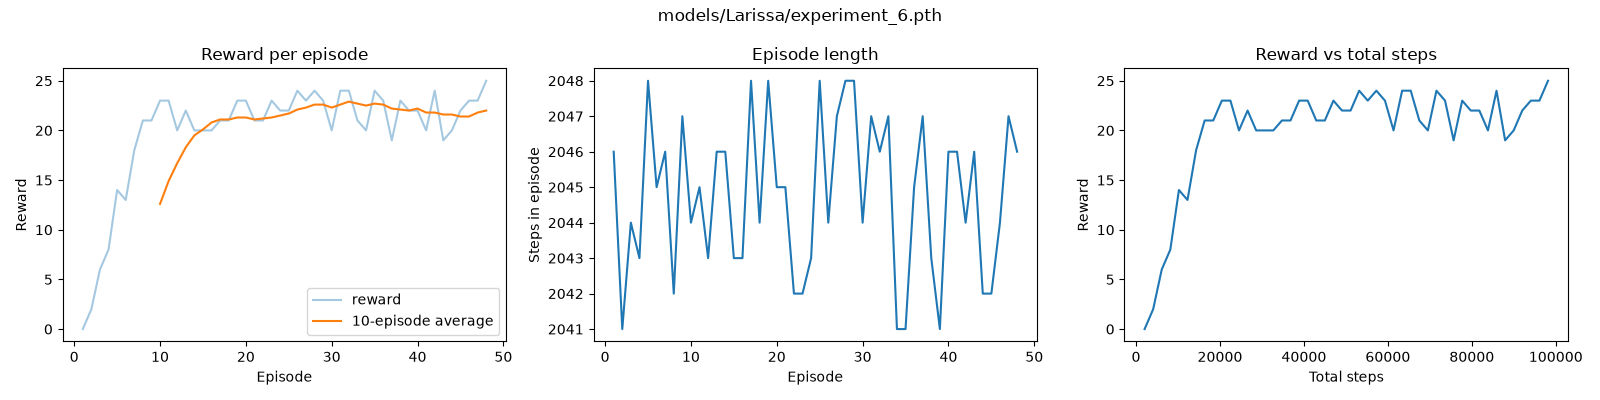 models/Larissa/experiment_6.pth
Reward per episode
Reward
25
20
15
10
5
0
reward
10-episode average
0 10 20 30 40 50
Episode
Episode length
Steps in episode
2048
2047
2046
2045
2044
2043
2042
2041
0 10 20 30 40 50
Episode
Reward vs total steps
Reward
25
20
15
10
5
0
0 20000 40000 60000 80000 100000
Total steps